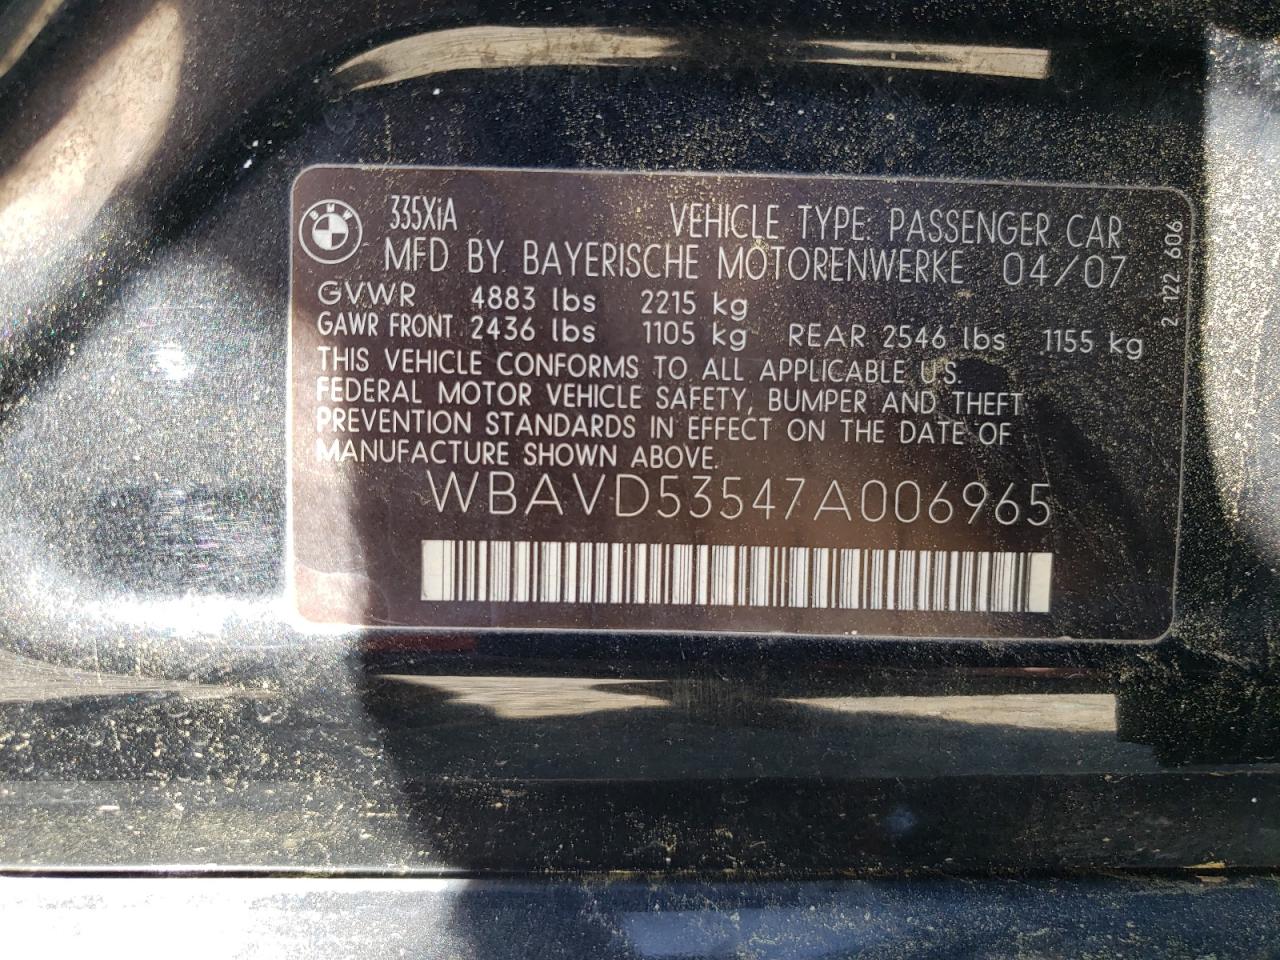 BMW
335XiA VEHICLE TYPE: PASSENGER CAR
MFD BY. BAYERISCHE MOTORENWERKE 04/07
GVWR 4883 lbs 2215 kg
GAWR FRONT 2436 lbs 1105 kg REAR 2546 lbs 1155 kg
THIS VEHICLE CONFORMS TO ALL APPLICABLE U.S.
FEDERAL MOTOR VEHICLE SAFETY, BUMPER AND THEFT
PREVENTION STANDARDS IN EFFECT ON THE DATE OF
MANUFACTURE SHOWN ABOVE.
WBAVD53547A006965
2 122 606